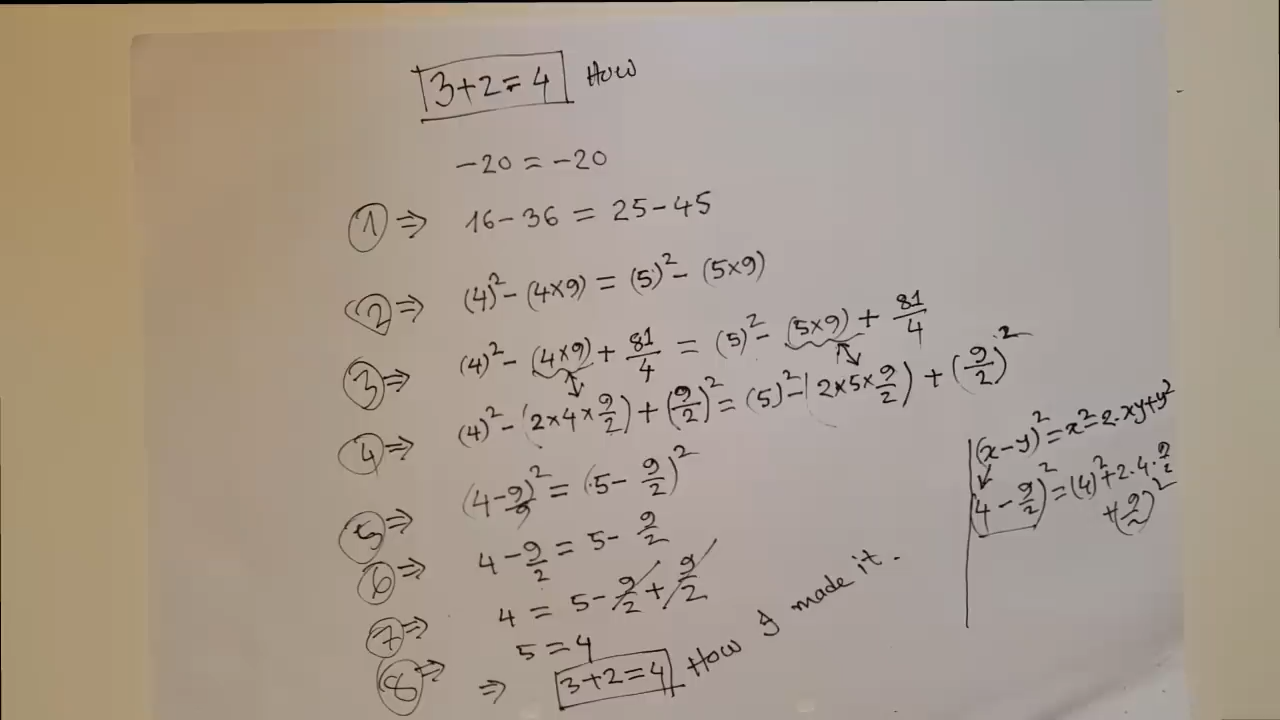 3+2=4 How
-20 = -20
① ⇒ 16-36 = 25-45
② ⇒ (4)² - (4×9) = (5)² - (5×9)
③ ⇒ (4)² - (4×9) + 81/4 = (5)² - (5×9) + 81/4
④ ⇒ (4)² - (2×4×9/2) + (9/2)² = (5)² - (2×5×9/2) + (9/2)²
⑤ ⇒ (4-9/9)² = (5-9/2)²
⑥ ⇒ 4-9/2 = 5-9/2
⑦ ⇒ 4 = 5-9/2+9/2
⑧ ⇒ 5=4
⇒ 3+2=4 How I made it.
(x-y)² = x²-2.xy+y²
(4-9/2)² = (4)²+2.4.9/2
+(9/2)²